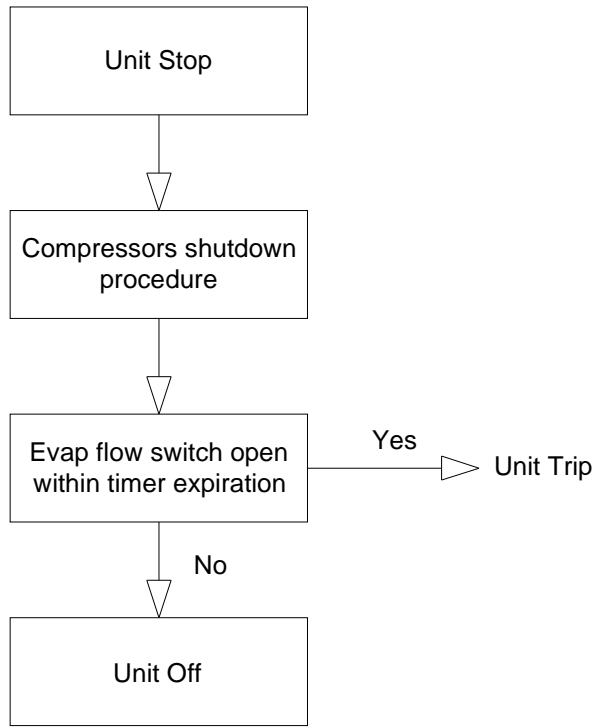 Unit Stop
Compressors shutdown
procedure
Evap flow switch open
within timer expiration
Yes
Unit Trip
No
Unit Off